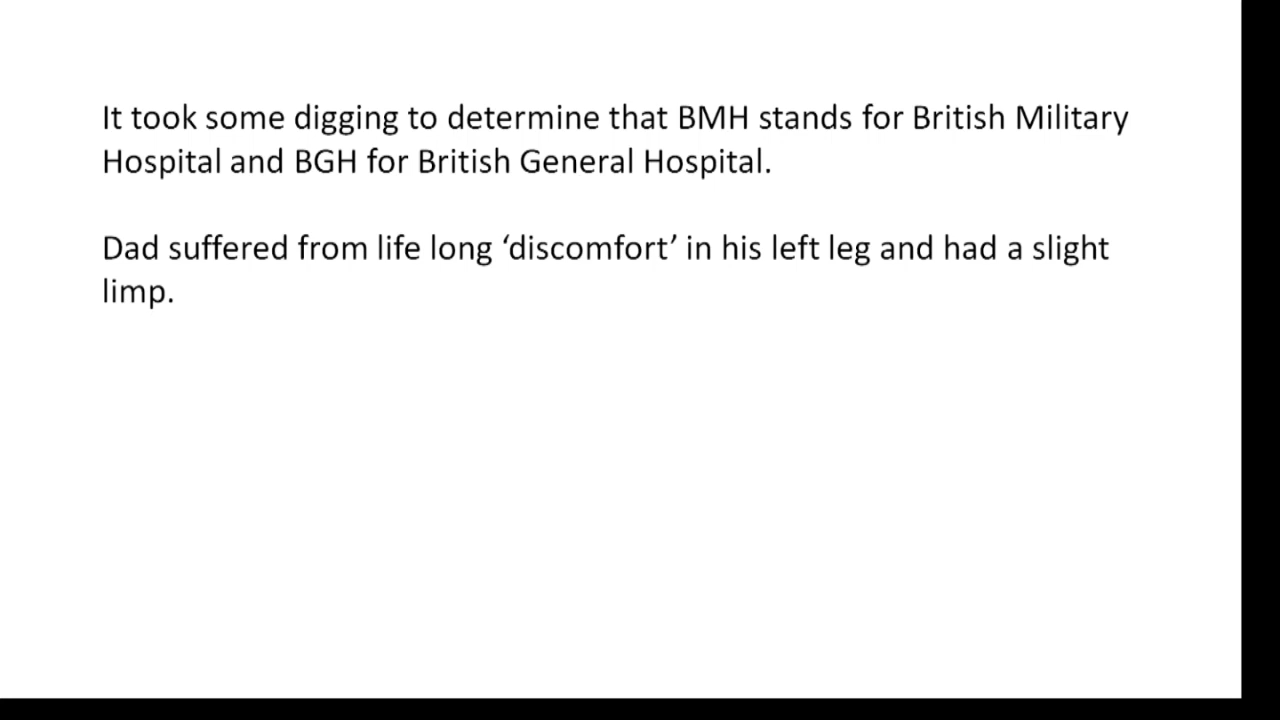 It took some digging to determine that BMH stands for British Military
Hospital and BGH for British General Hospital.
Dad suffered from life long ‘discomfort’ in his left leg and had a slight
limp.